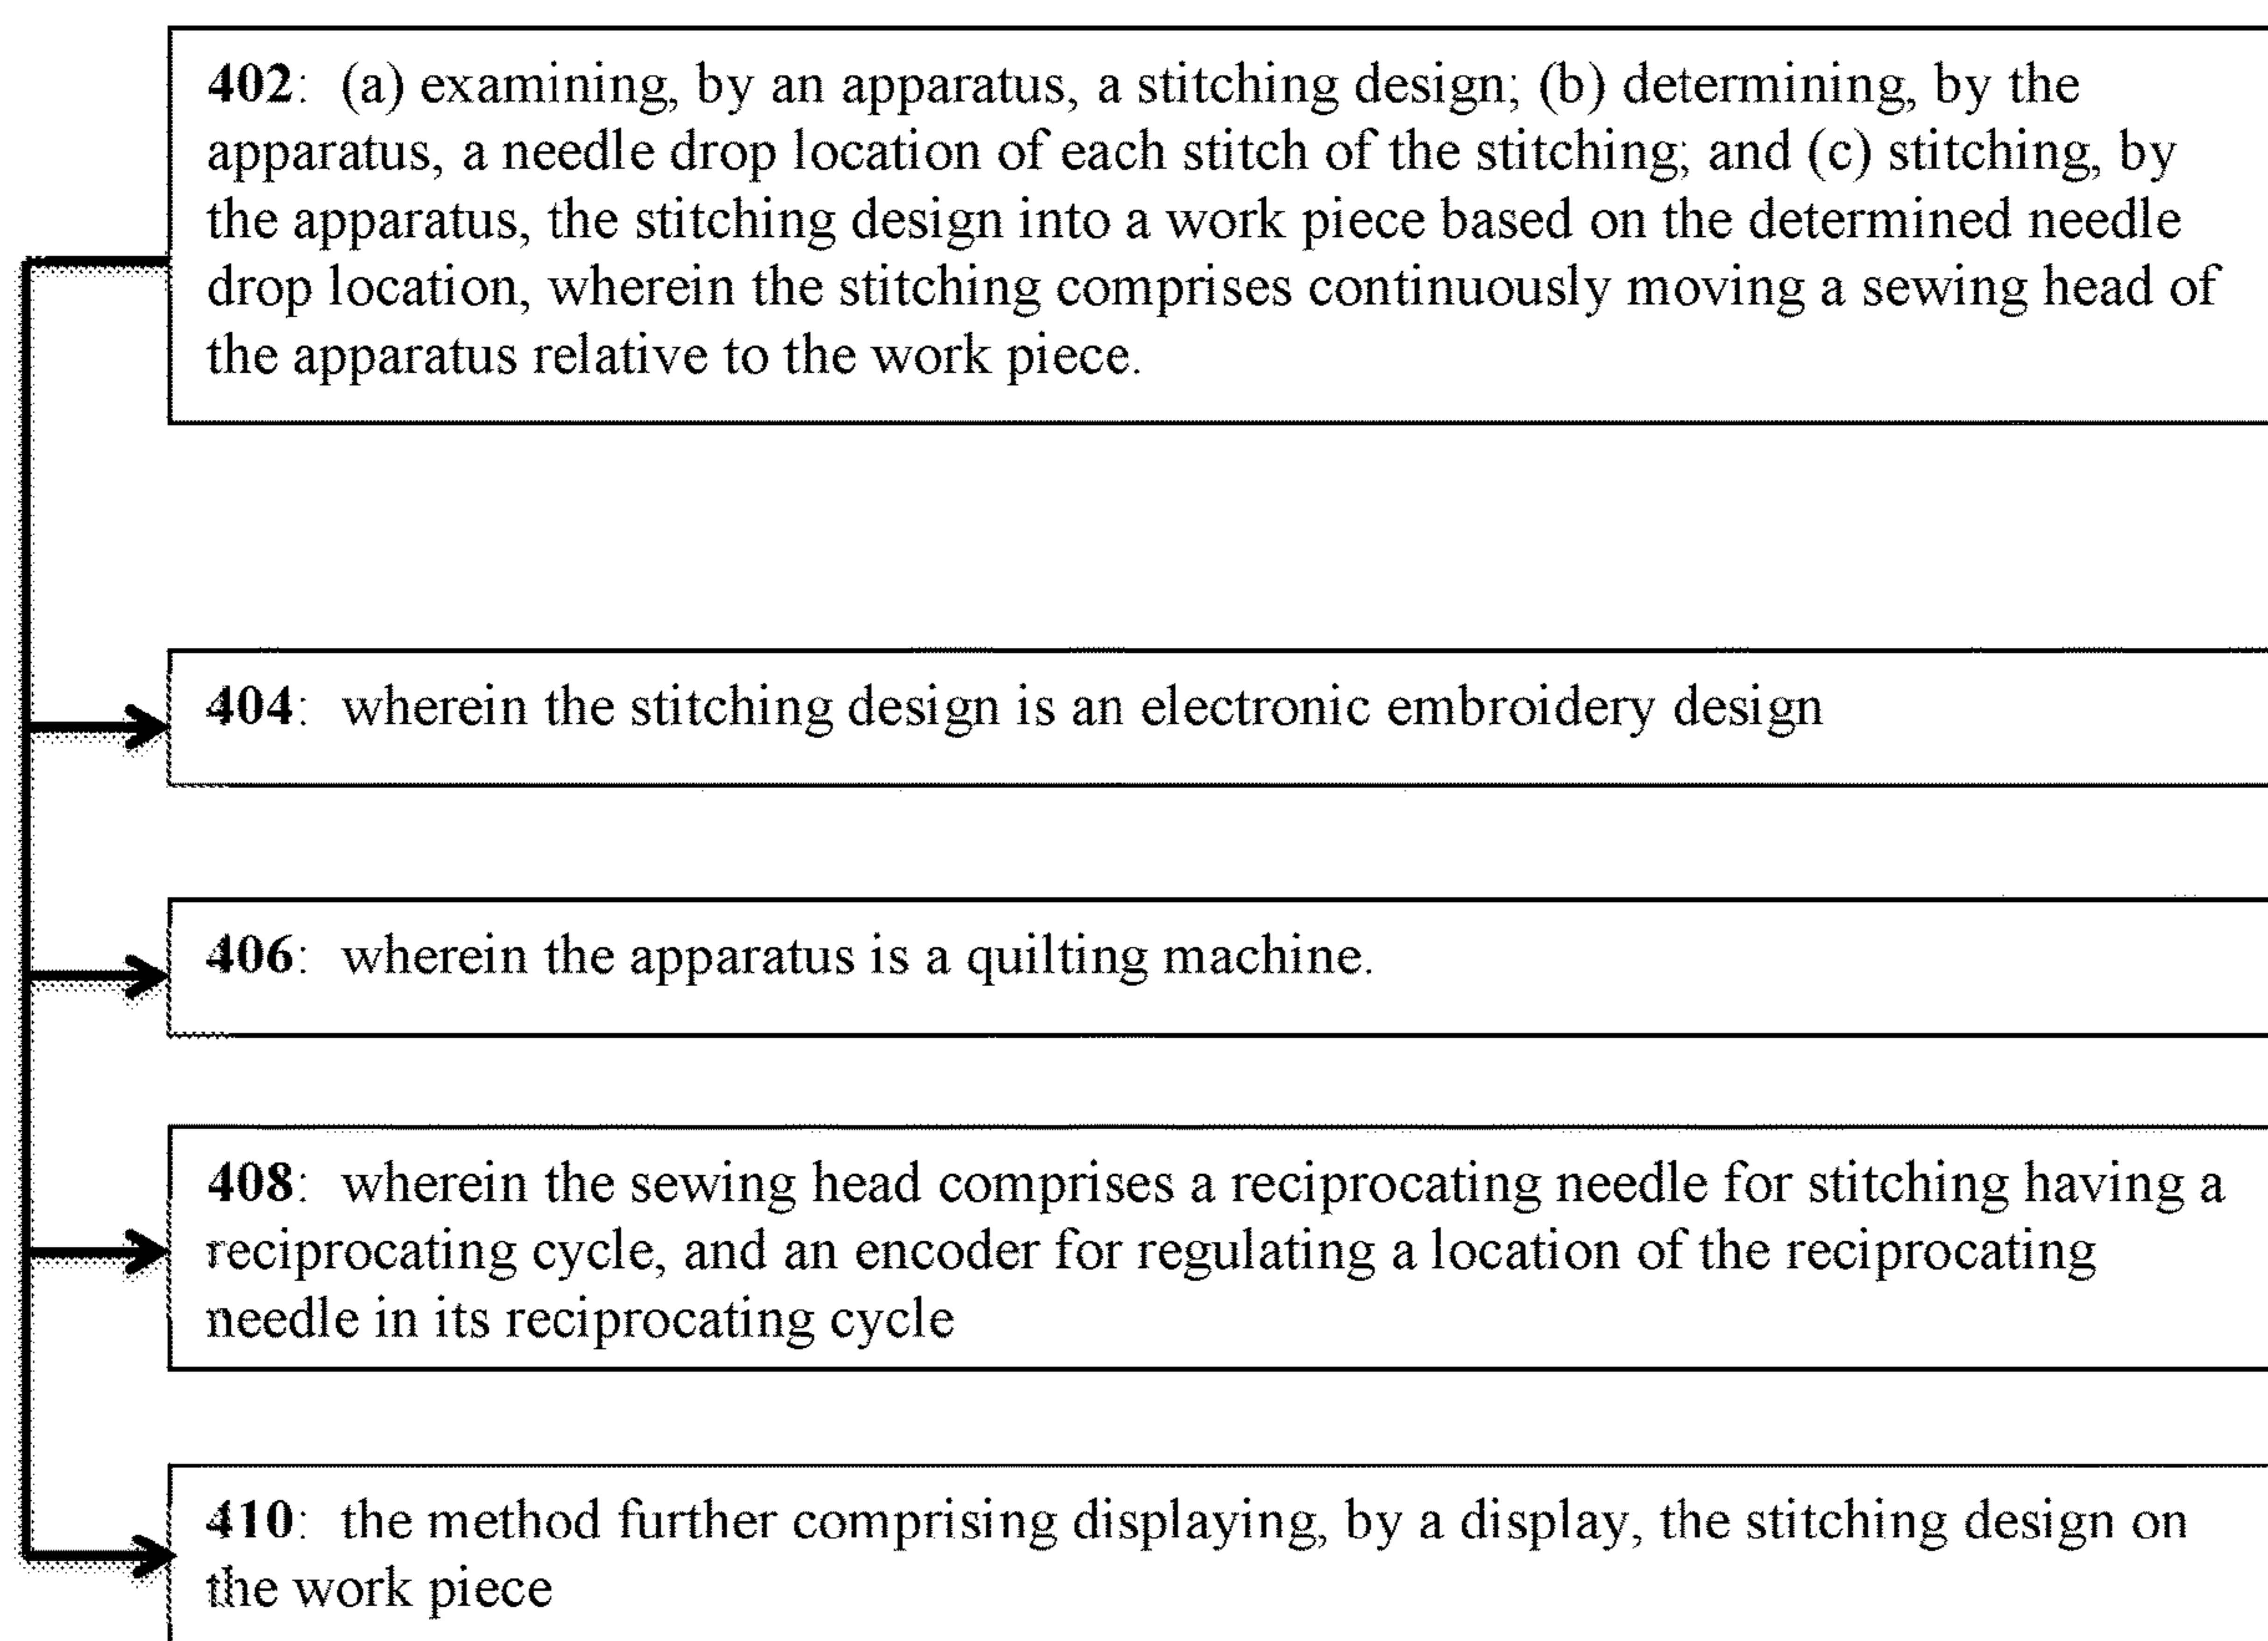 402: (a) examining, by an apparatus, a stitching design; (b) determining, by the
apparatus, a needle drop location of each stitch of the stitching; and (c) stitching, by
the apparatus, the stitching design into a work piece based on the determined needle
drop location, wherein the stitching comprises continuously moving a sewing head of
the apparatus relative to the work piece.
404: wherein the stitching design is an electronic embroidery design
406: wherein the apparatus is a quilting machine.
408: wherein the sewing head comprises a reciprocating needle for stitching having a
reciprocating cycle, and an encoder for regulating a location of the reciprocating
needle in its reciprocating cycle
410: the method further comprising displaying, by a display, the stitching design on
the work piece